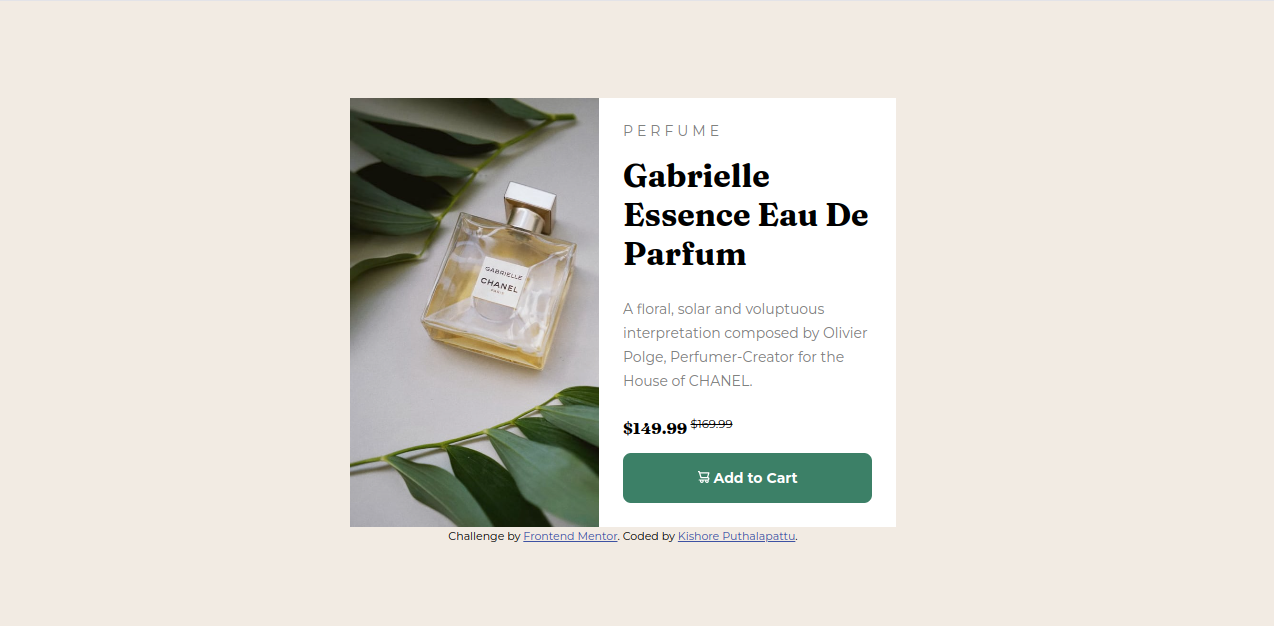 PERFUME
Gabrielle
Essence Eau De
Parfum
A floral, solar and voluptuous
interpretation composed by Olivier
Polge, Perfumer-Creator for the
House of CHANEL.
$149.99 $169.99
Add to Cart
GABRIELLE
CHANEL
PARIS
Challenge by Frontend Mentor. Coded by Kishore Puthalapattu.